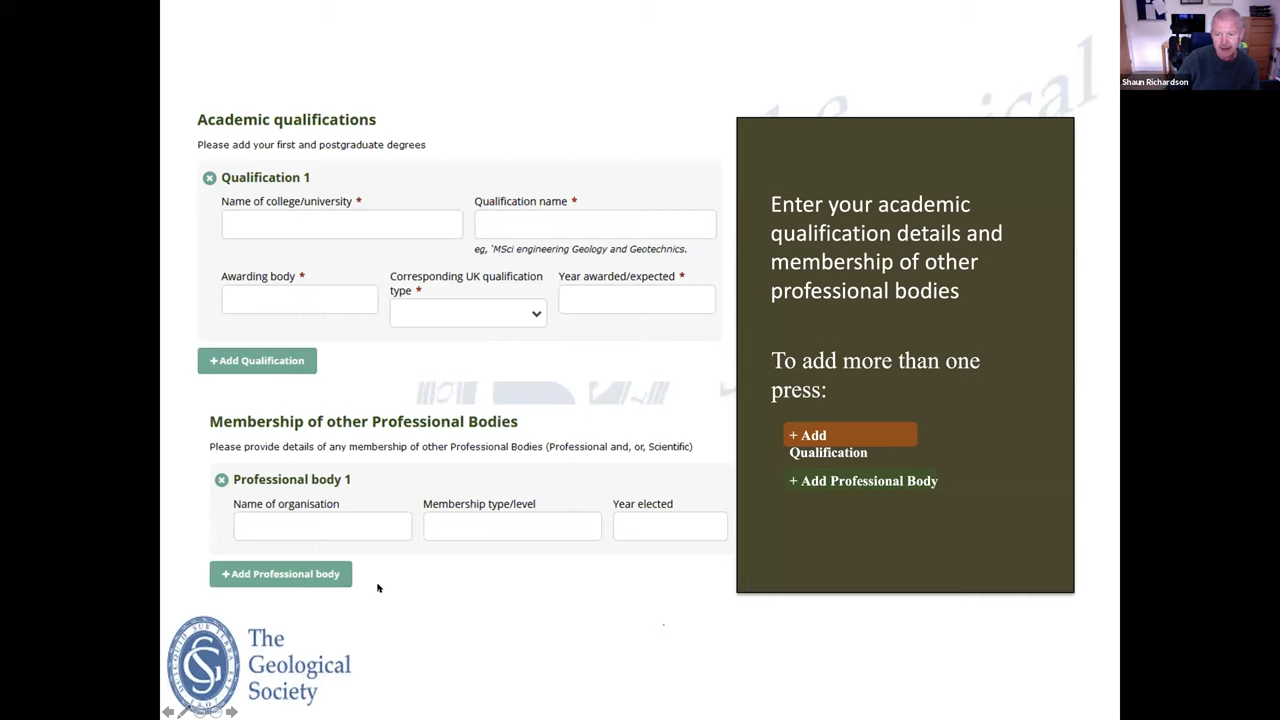 Shaun Richardson
Academic qualifications
Please add your first and postgraduate degrees
Qualification 1
Name of college/university *
Qualification name *
eg, 'MSci engineering Geology and Geotechnics.
Awarding body *
Corresponding UK qualification
type *
Year awarded/expected *
+ Add Qualification
Membership of other Professional Bodies
Please provide details of any membership of other Professional Bodies (Professional and, or, Scientific)
Professional body 1
Name of organisation
Membership type/level
Year elected
+ Add Professional body
Enter your academic
qualification details and
membership of other
professional bodies
To add more than one
press:
+ Add
Qualification
+ Add Professional Body
The
Geological
Society